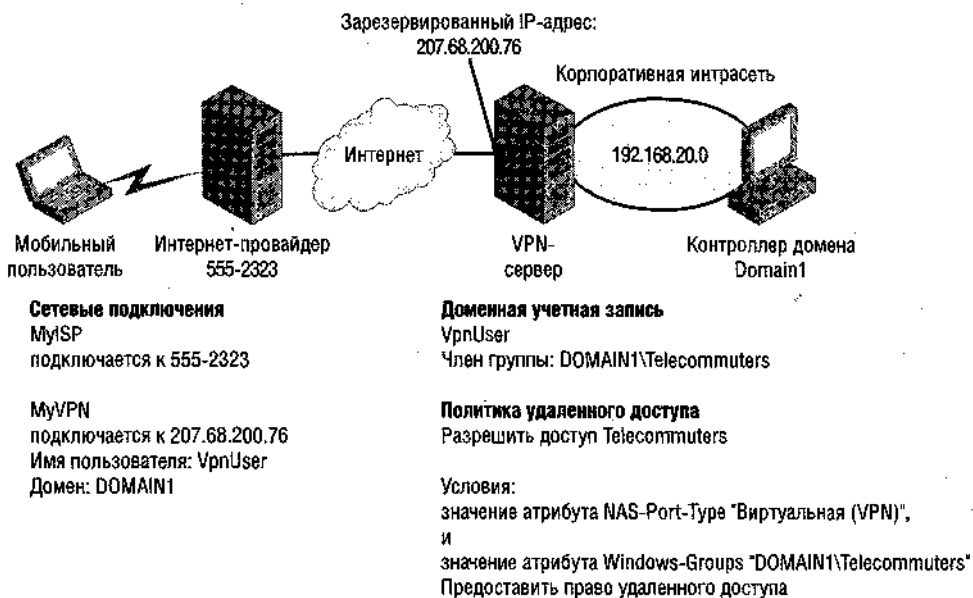 Зарезервированный IP-адрес:
207.68.200.76
Корпоративная интрасеть
Интернет
192.168.20.0
Мобильный
пользователь
Интернет-провайдер
555-2323
VPN-
сервер
Контроллер домена
Domain1
Сетевые подключения
MyISP
подключается к 555-2323
MyVPN
подключается к 207.68.200.76
Имя пользователя: VpnUser
Домен: DOMAIN1
Доменная учетная запись
VpnUser
Член группы: DOMAIN1\Telecommuters
Политика удаленного доступа
Разрешить доступ Telecommuters
Условия:
значение атрибута NAS-Port-Type "Виртуальная (VPN)",
и
значение атрибута Windows-Groups "DOMAIN1\Telecommuters"
Предоставить право удаленного доступа